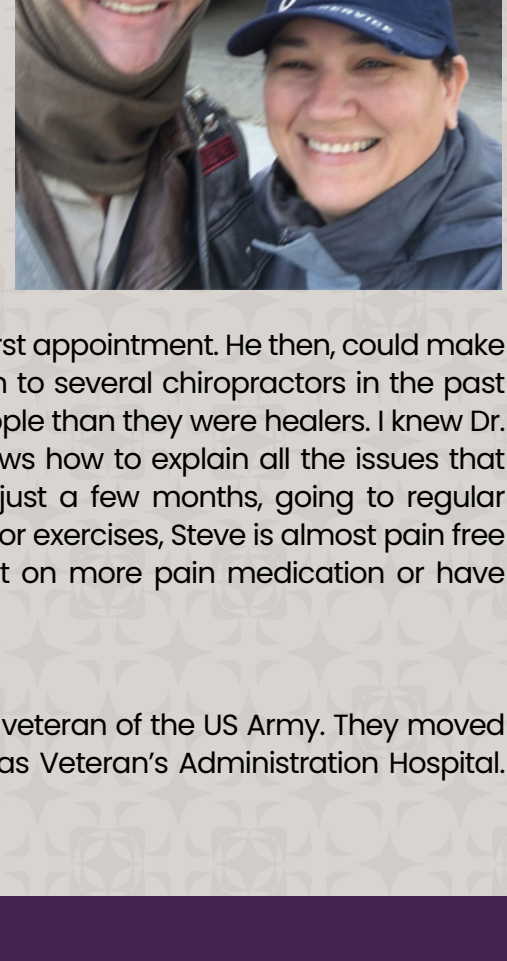 SERVICE
rst appointment. He then, could make
n to several chiropractors in the past
ople than they were healers. I knew Dr.
ws how to explain all the issues that
just a few months, going to regular
or exercises, Steve is almost pain free
t on more pain medication or have
veteran of the US Army. They moved
as Veteran’s Administration Hospital.